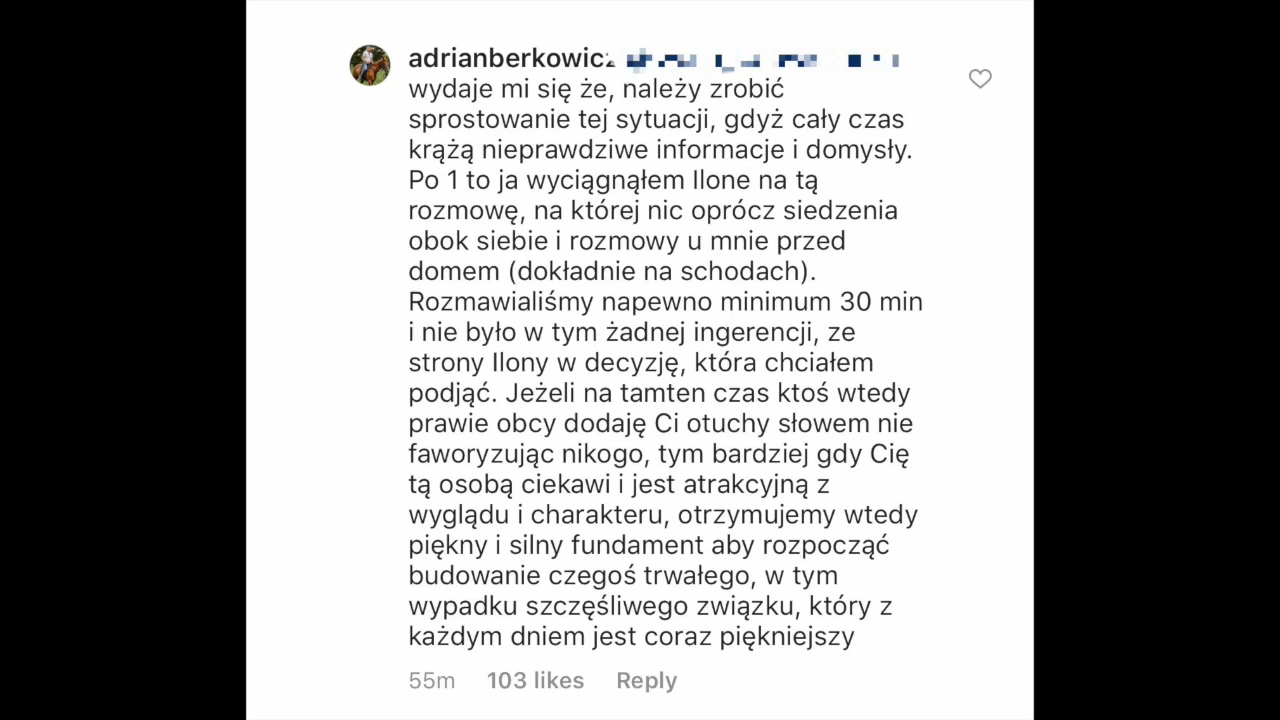 adrianberkowicz
wydaje mi się że, należy zrobić
sprostowanie tej sytuacji, gdyż cały czas
krążą nieprawdziwe informacje i domysły.
Po 1 to ja wyciągnąłem Ilone na tą
rozmowę, na której nic oprócz siedzenia
obok siebie i rozmowy u mnie przed
domem (dokładnie na schodach).
Rozmawialiśmy napewno minimum 30 min
i nie było w tym żadnej ingerencji, ze
strony Ilony w decyzję, która chciałem
podjąć. Jeżeli na tamten czas ktoś wtedy
prawie obcy dodaję Ci otuchy słowem nie
faworyzując nikogo, tym bardziej gdy Cię
tą osobą ciekawi i jest atrakcyjną z
wyglądu i charakteru, otrzymujemy wtedy
piękny i silny fundament aby rozpocząć
budowanie czegoś trwałego, w tym
wypadku szczęśliwego związku, który z
każdym dniem jest coraz piękniejszy
55m 103 likes Reply